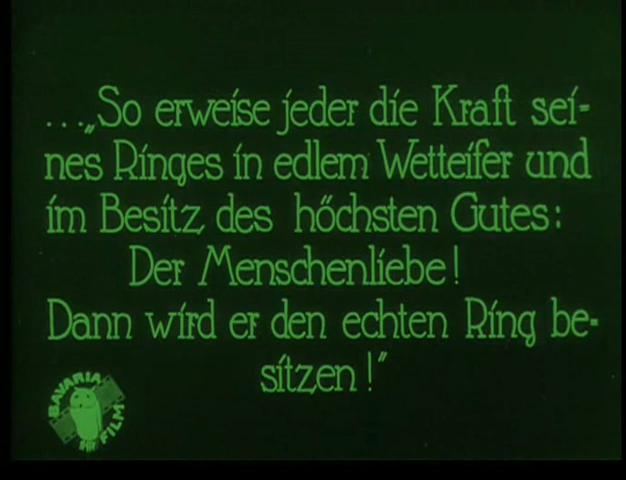 ...„So erweise jeder die Kraft sei-
nes Ringes in edlem Wetteifer und
im Besitz des höchsten Gutes:
Der Menschenliebe!
Dann wird er den echten Ring be-
sitzen!"
BAVARIA
FILM